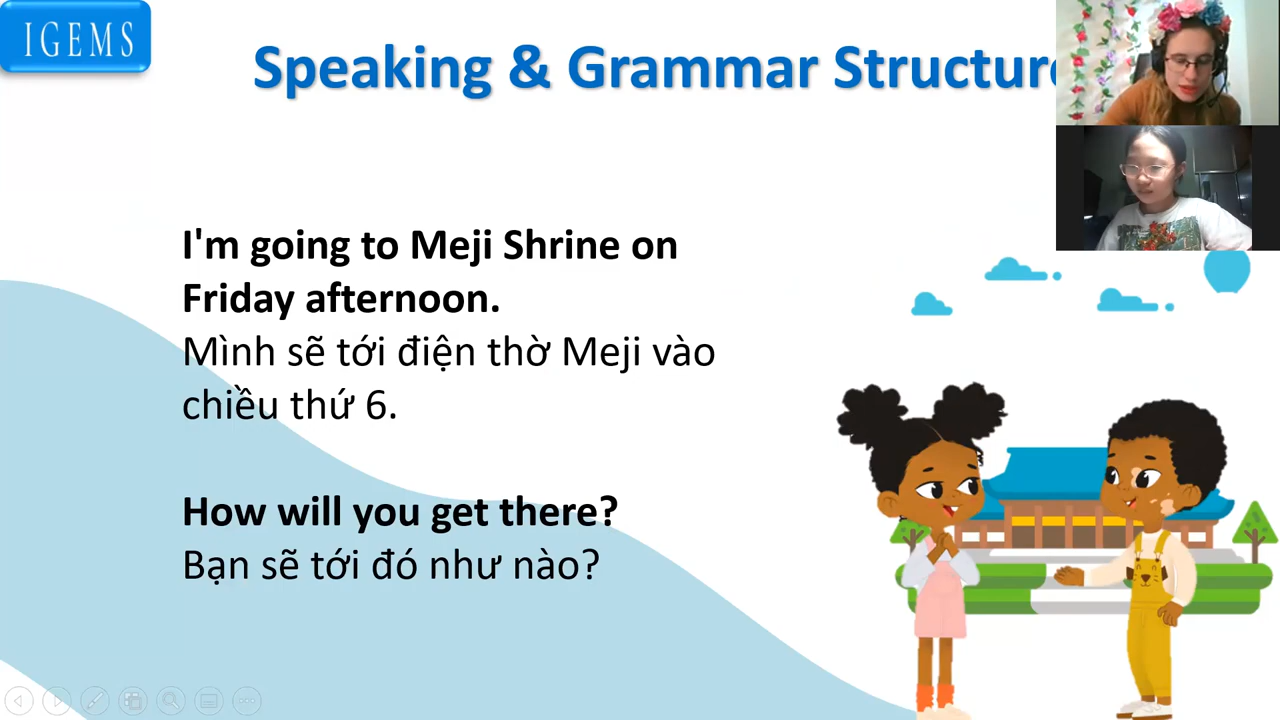 IGEMS
Speaking & Grammar Structure
I'm going to Meji Shrine on
Friday afternoon.
Mình sẽ tới điện thờ Meji vào
chiều thứ 6.
How will you get there?
Bạn sẽ tới đó như nào?